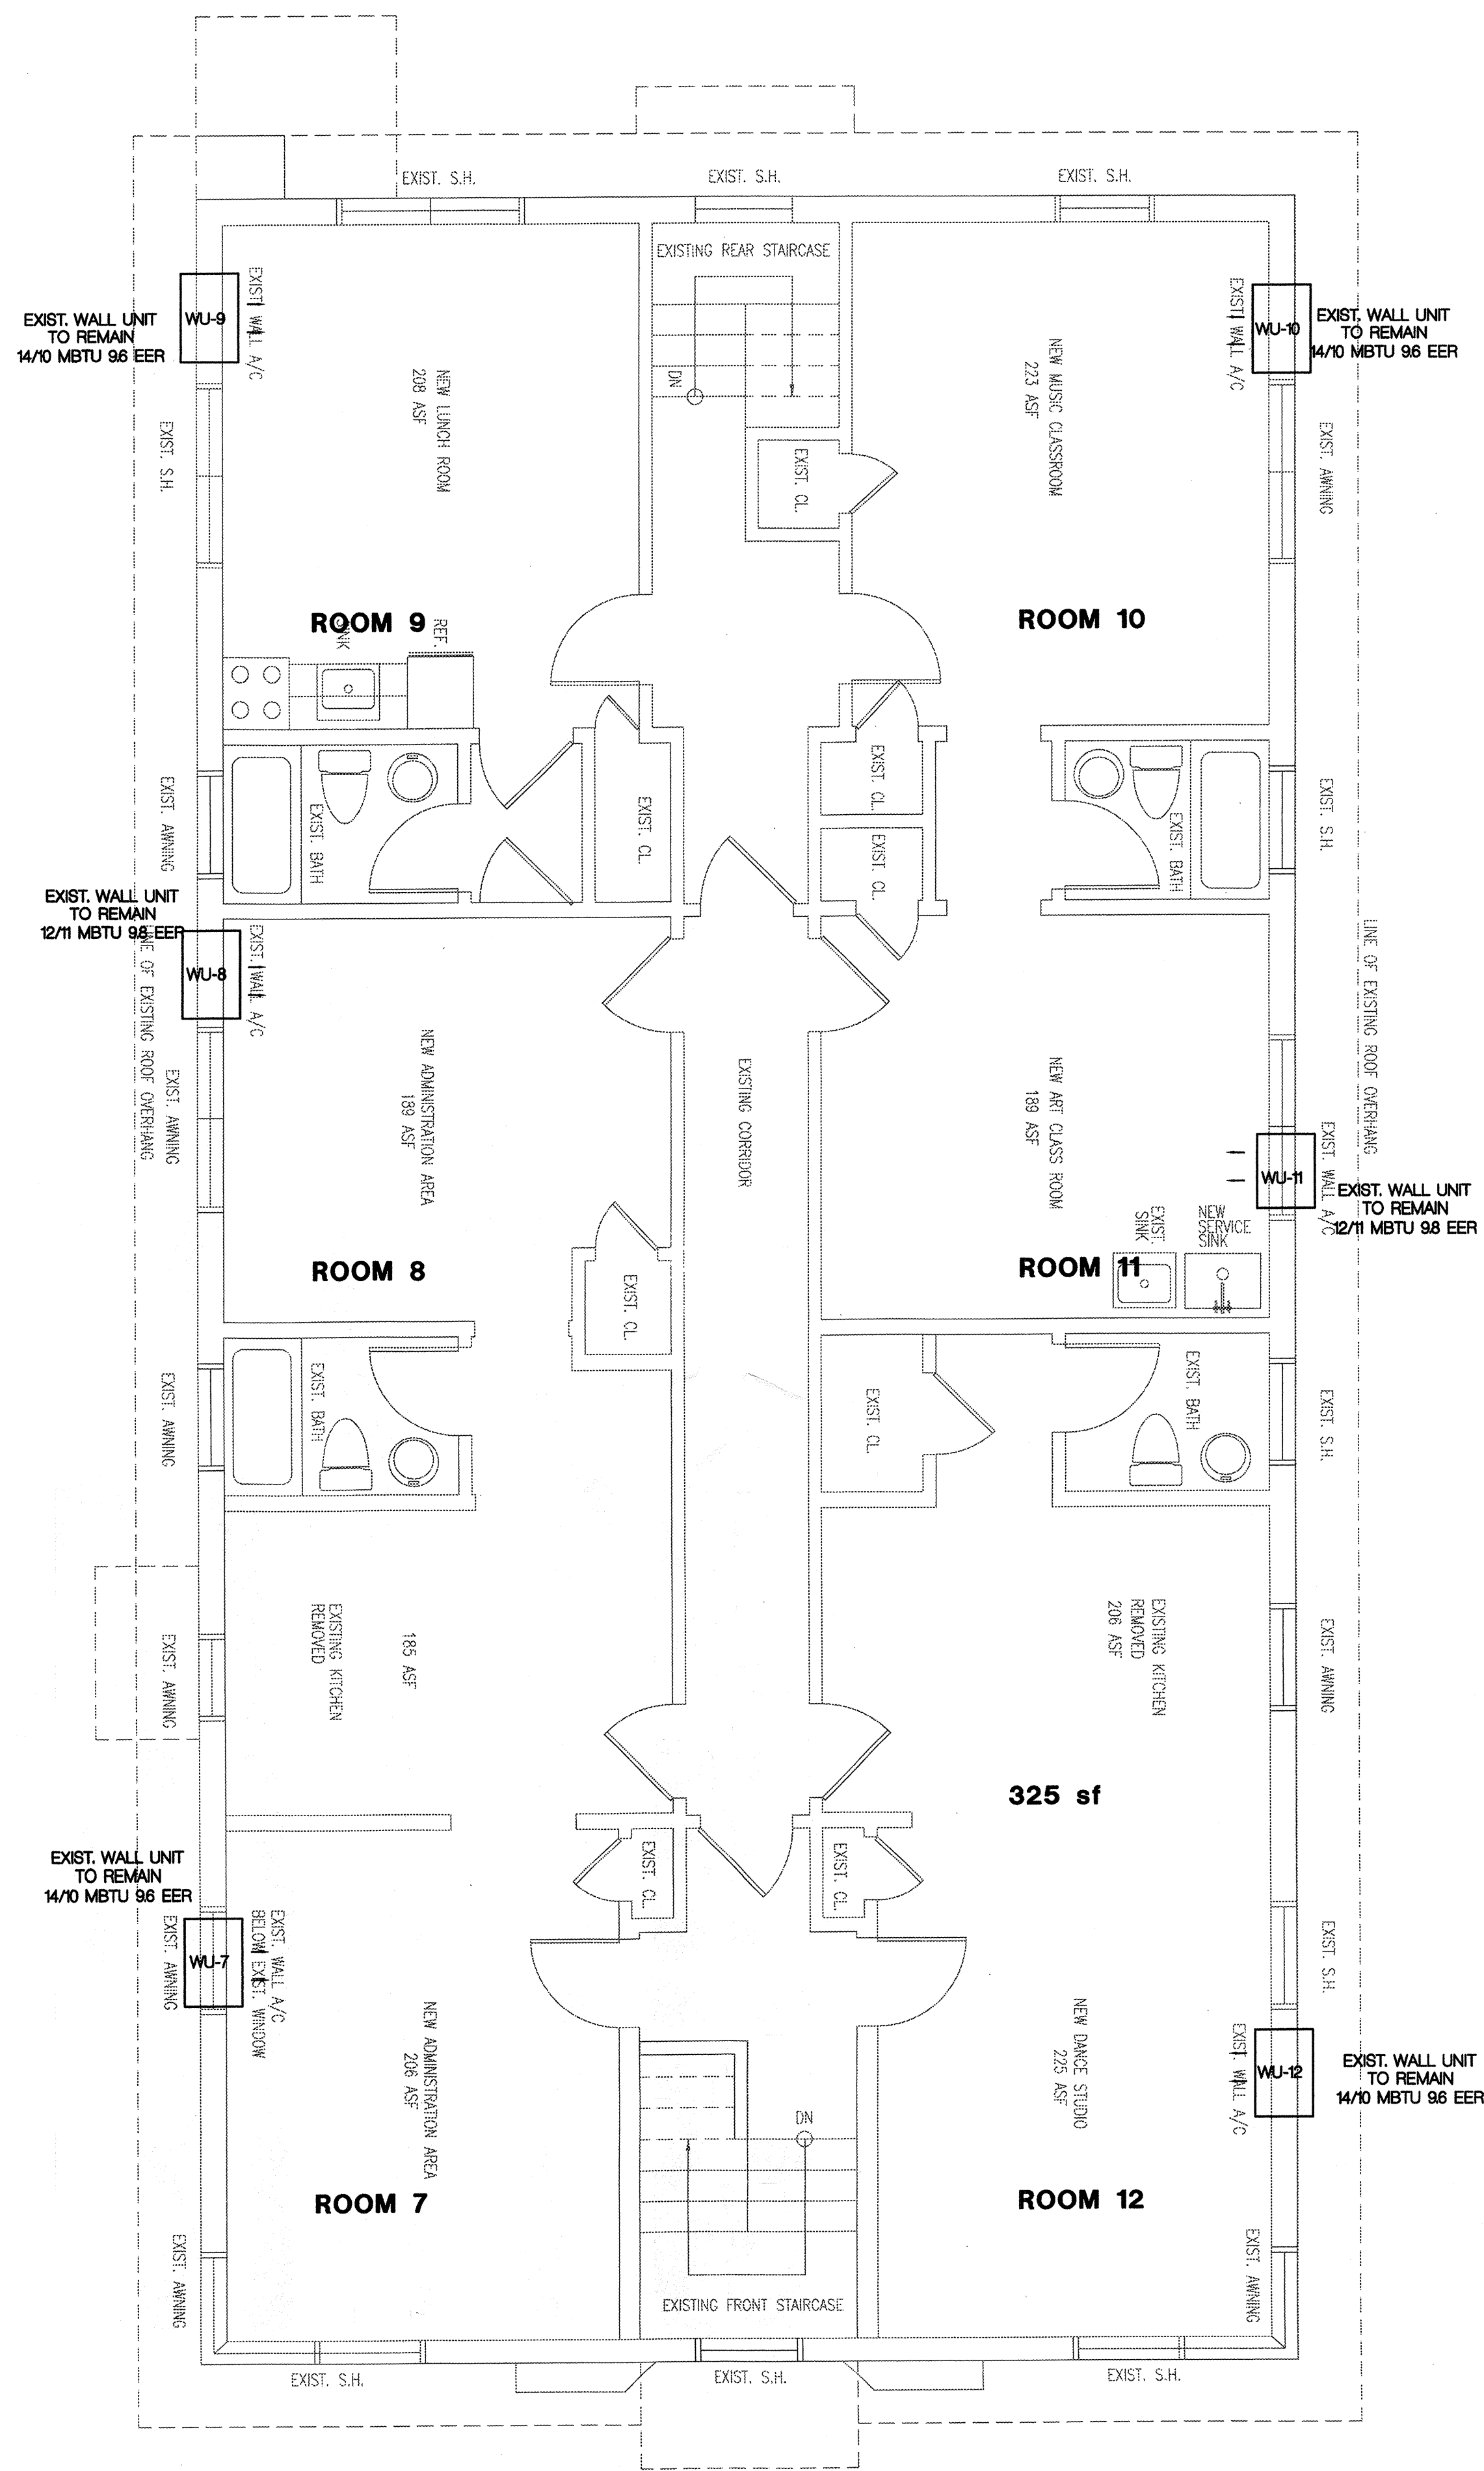 EXIST. S.H.
EXIST. S.H.
EXIST. S.H.
EXISTING REAR STAIRCASE
DN
EXIST. CL.
WU-9
EXIST. WALL UNIT
TO REMAIN
14/10 MBTU 9.6 EER
EXIST. WALL A/C
EXIST. S.H.
NEW LUNCH ROOM
208 ASF
ROOM 9
SINK
REF.
WU-10
EXIST. WALL UNIT
TO REMAIN
14/10 MBTU 9.6 EER
EXIST. WALL A/C
EXIST. AWNING
NEW MUSIC CLASSROOM
223 ASF
ROOM 10
EXIST. AWNING
EXIST. BATH
EXIST. CL.
EXIST. CL.
EXIST. CL.
EXIST. BATH
EXIST. S.H.
EXIST. WALL UNIT
TO REMAIN
12/11 MBTU 9.8 EER
WU-8
EXIST. WALL A/C
LINE OF EXISTING ROOF OVERHANG
EXIST. AWNING
NEW ADMINISTRATION AREA
189 ASF
ROOM 8
EXIST. CL.
EXISTING CORRIDOR
NEW ART CLASS ROOM
189 ASF
ROOM 11
EXIST.
SINK
NEW
SERVICE
SINK
LINE OF EXISTING ROOF OVERHANG
EXIST. WALL A/C
WU-11
EXIST. WALL UNIT
TO REMAIN
12/11 MBTU 9.8 EER
EXIST. AWNING
EXIST. BATH
EXIST. CL.
EXIST. BATH
EXIST. S.H.
EXIST. AWNING
EXISTING KITCHEN
REMOVED
185 ASF
EXISTING KITCHEN
REMOVED
206 ASF
EXIST. AWNING
325 sf
EXIST. WALL UNIT
TO REMAIN
14/10 MBTU 9.6 EER
WU-7
EXIST. AWNING
EXIST. WALL A/C
BELOW EXIST. WINDOW
EXIST. CL.
EXIST. CL.
EXIST. S.H.
NEW ADMINISTRATION AREA
206 ASF
ROOM 7
NEW DANCE STUDIO
225 ASF
ROOM 12
EXIST. WALL A/C
WU-12
EXIST. WALL UNIT
TO REMAIN
14/10 MBTU 9.6 EER
DN
EXISTING FRONT STAIRCASE
EXIST. AWNING
EXIST. AWNING
EXIST. S.H.
EXIST. S.H.
EXIST. S.H.